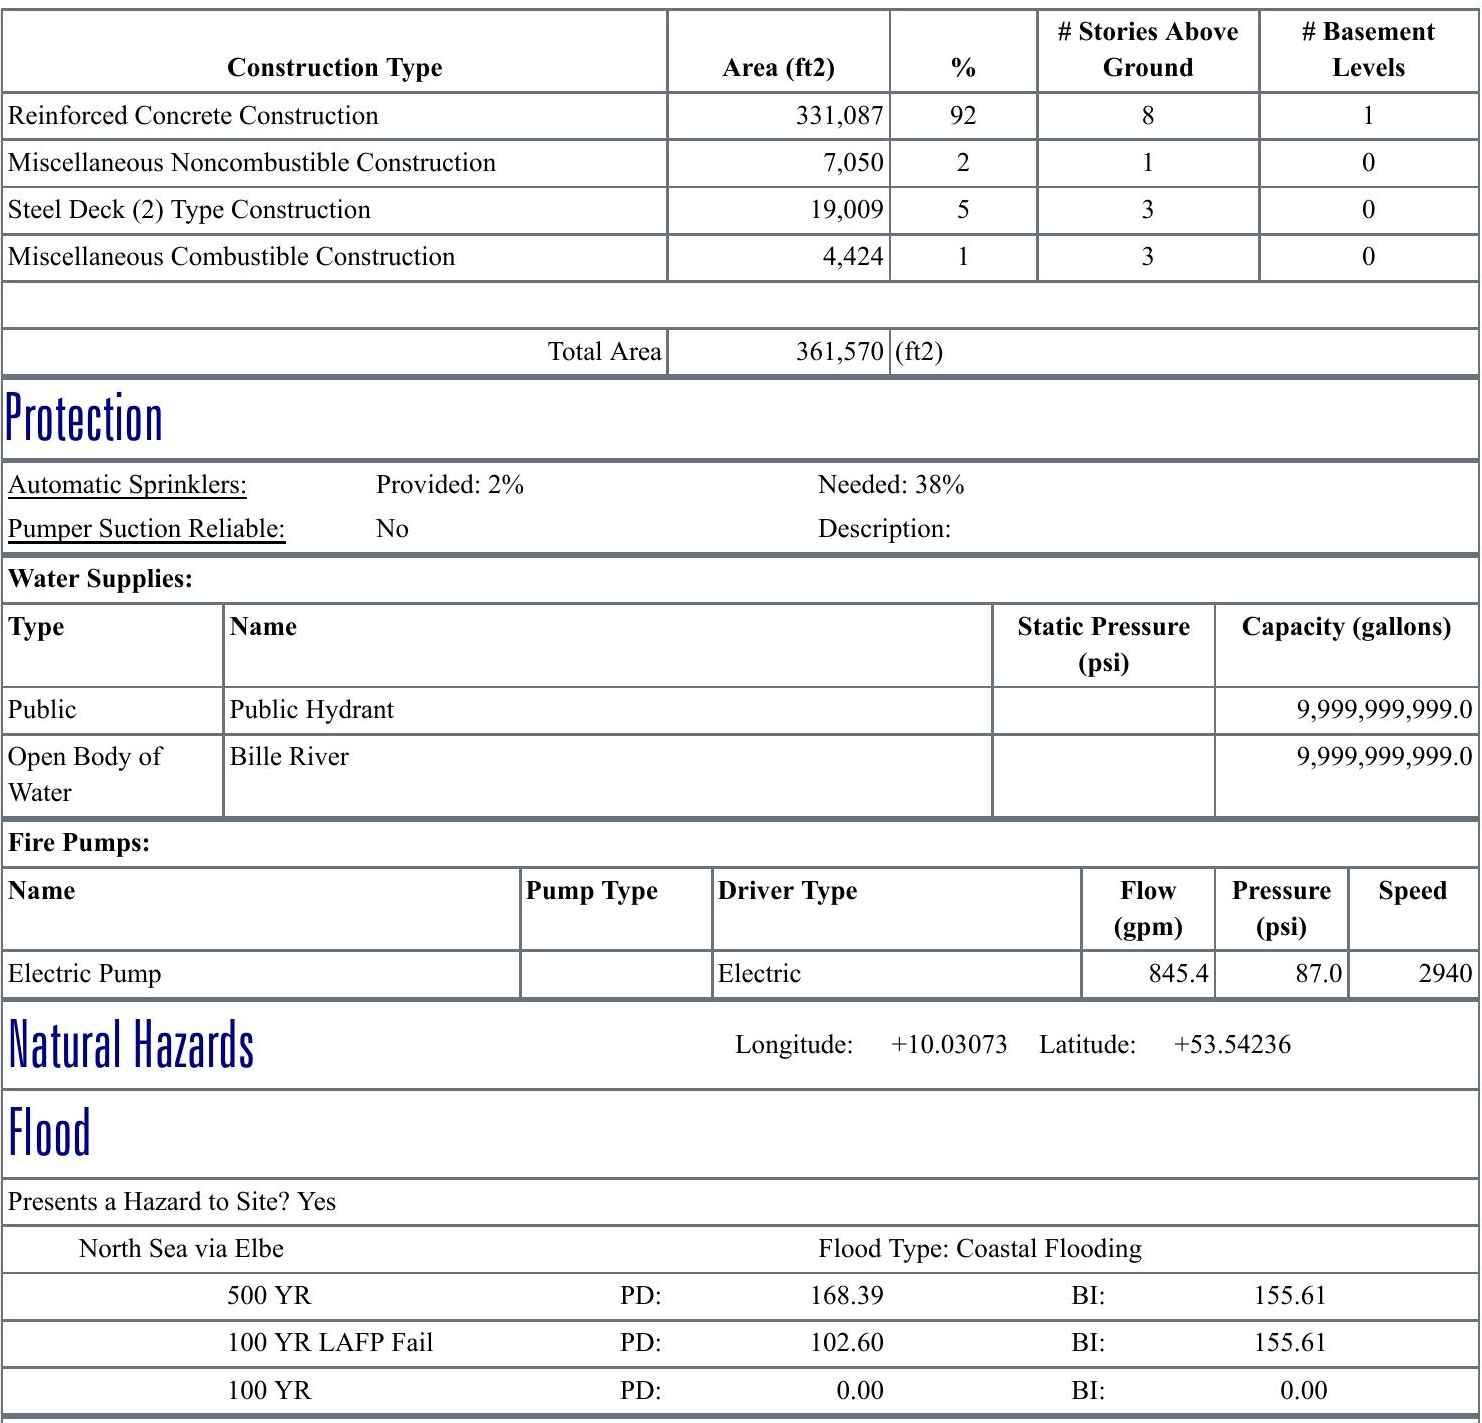 Construction Type Area (ft2) % # Stories Above Ground # Basement Levels
Reinforced Concrete Construction 331,087 92 8 1
Miscellaneous Noncombustible Construction 7,050 2 1 0
Steel Deck (2) Type Construction 19,009 5 3 0
Miscellaneous Combustible Construction 4,424 1 3 0
Total Area 361,570 (ft2)
Protection
Automatic Sprinklers: Provided: 2% Needed: 38%
Pumper Suction Reliable: No Description:
Water Supplies:
Type Name Static Pressure (psi) Capacity (gallons)
Public Public Hydrant 9,999,999,999.0
Open Body of Water Bille River 9,999,999,999.0
Fire Pumps:
Name Pump Type Driver Type Flow (gpm) Pressure (psi) Speed
Electric Pump Electric 845.4 87.0 2940
Natural Hazards Longitude: +10.03073 Latitude: +53.54236
Flood
Presents a Hazard to Site? Yes
North Sea via Elbe Flood Type: Coastal Flooding
500 YR PD: 168.39 BI: 155.61
100 YR LAFP Fail PD: 102.60 BI: 155.61
100 YR PD: 0.00 BI: 0.00